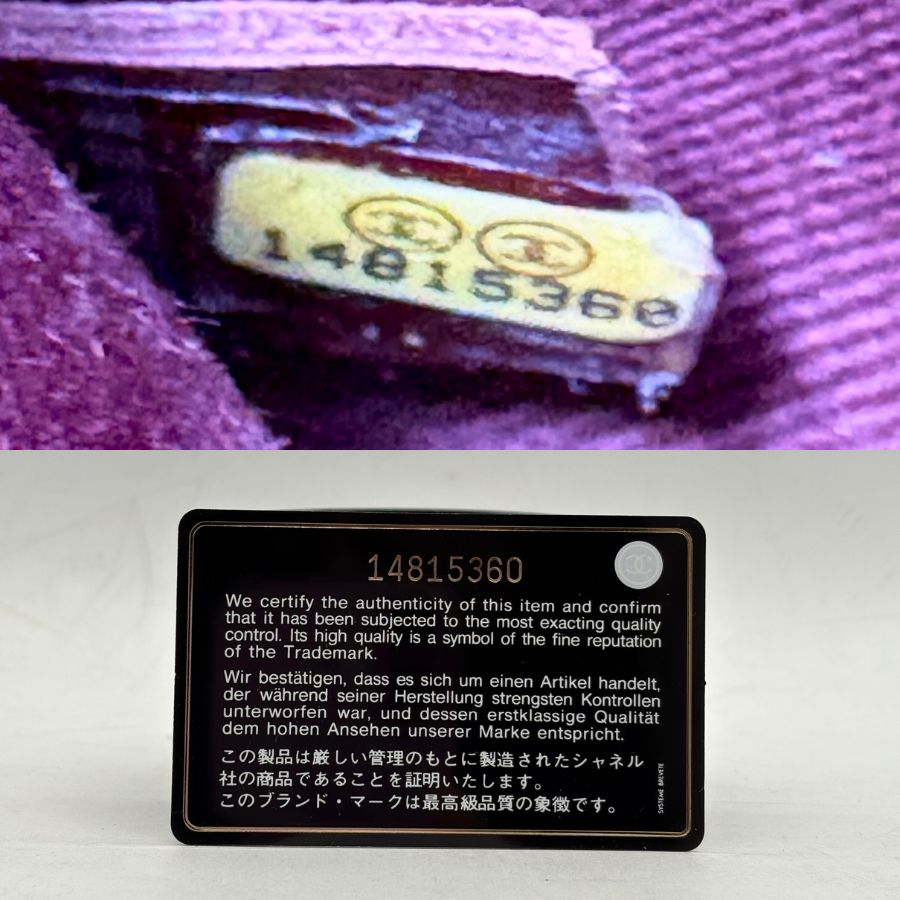 14815360
14815360
We certify the authenticity of this item and confirm
that it has been subjected to the most exacting quality
control. Its high quality is a symbol of the fine reputation
of the Trademark.
Wir bestätigen, dass es sich um einen Artikel handelt,
der während seiner Herstellung strengsten Kontrollen
unterworfen war, und dessen erstklassige Qualität
dem hohen Ansehen unserer Marke entspricht.
この製品は厳しい管理のもとに製造されたシャネル
社の商品であることを証明いたします。
このブランド・マークは最高級品質の象徴です。
SYSTEME BREVETE